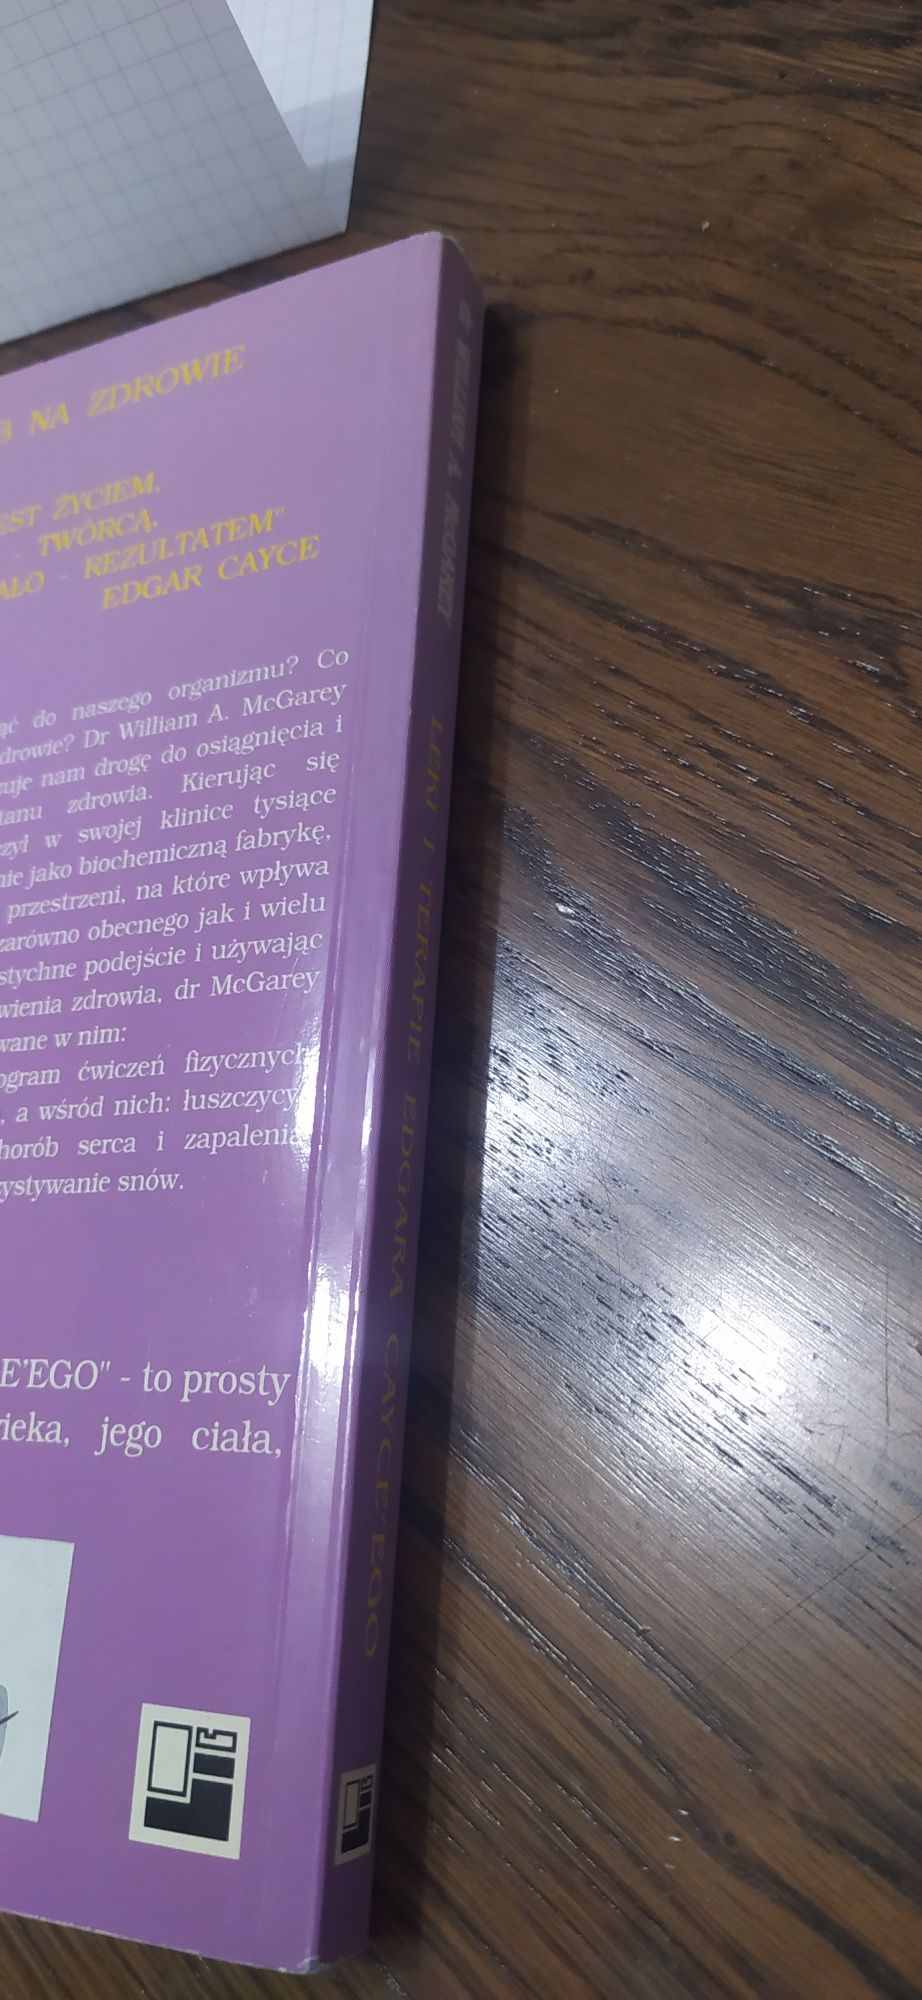 NA ZDROWIE
EST ŻYCIEM,
- TWÓRCĄ,
AŁO - REZULTATEM"
EDGAR CAYCE
ąć do naszego organizmu? Co
drowie? Dr William A. McGarey
uje nam drogę do osiągnięcia i
tanu zdrowia. Kierując się
zył w swojej klinice tysiące
nie jako biochemiczną fabrykę,
przestrzeni, na które wpływa
zarówno obecnego jak i wielu
stychne podejście i używając
wienia zdrowia, dr McGarey
wane w nim:
ogram ćwiczeń fizycznych
, a wśród nich: łuszczycy,
horób serca i zapalenia
ystywanie snów.
E'EGO" - to prosty
ieka, jego ciała,
dr WILLIAM A. McGAREY
LEKI I TERAPIE EDGARA CAYCE'EGO